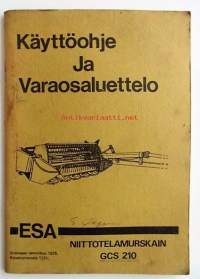 Käyttöohje
Ja
Varaosaluettelo
ESA
NIITTOTELAMURSKAIN
GCS 210